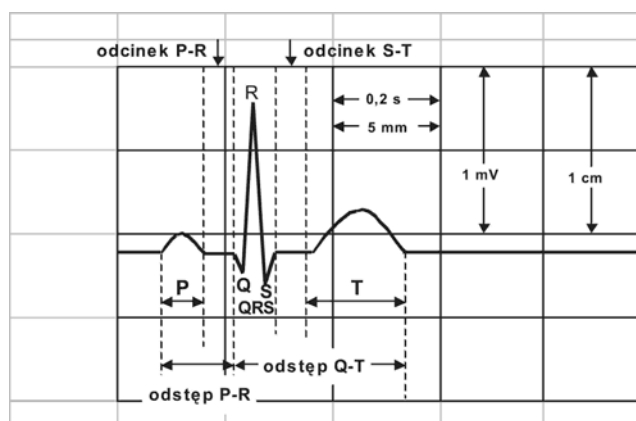 odcinek P-R
odcinek S-T
R
0,2 s
5 mm
1 mV
1 cm
Q
S
P
QRS
T
odstęp Q-T
odstęp P-R